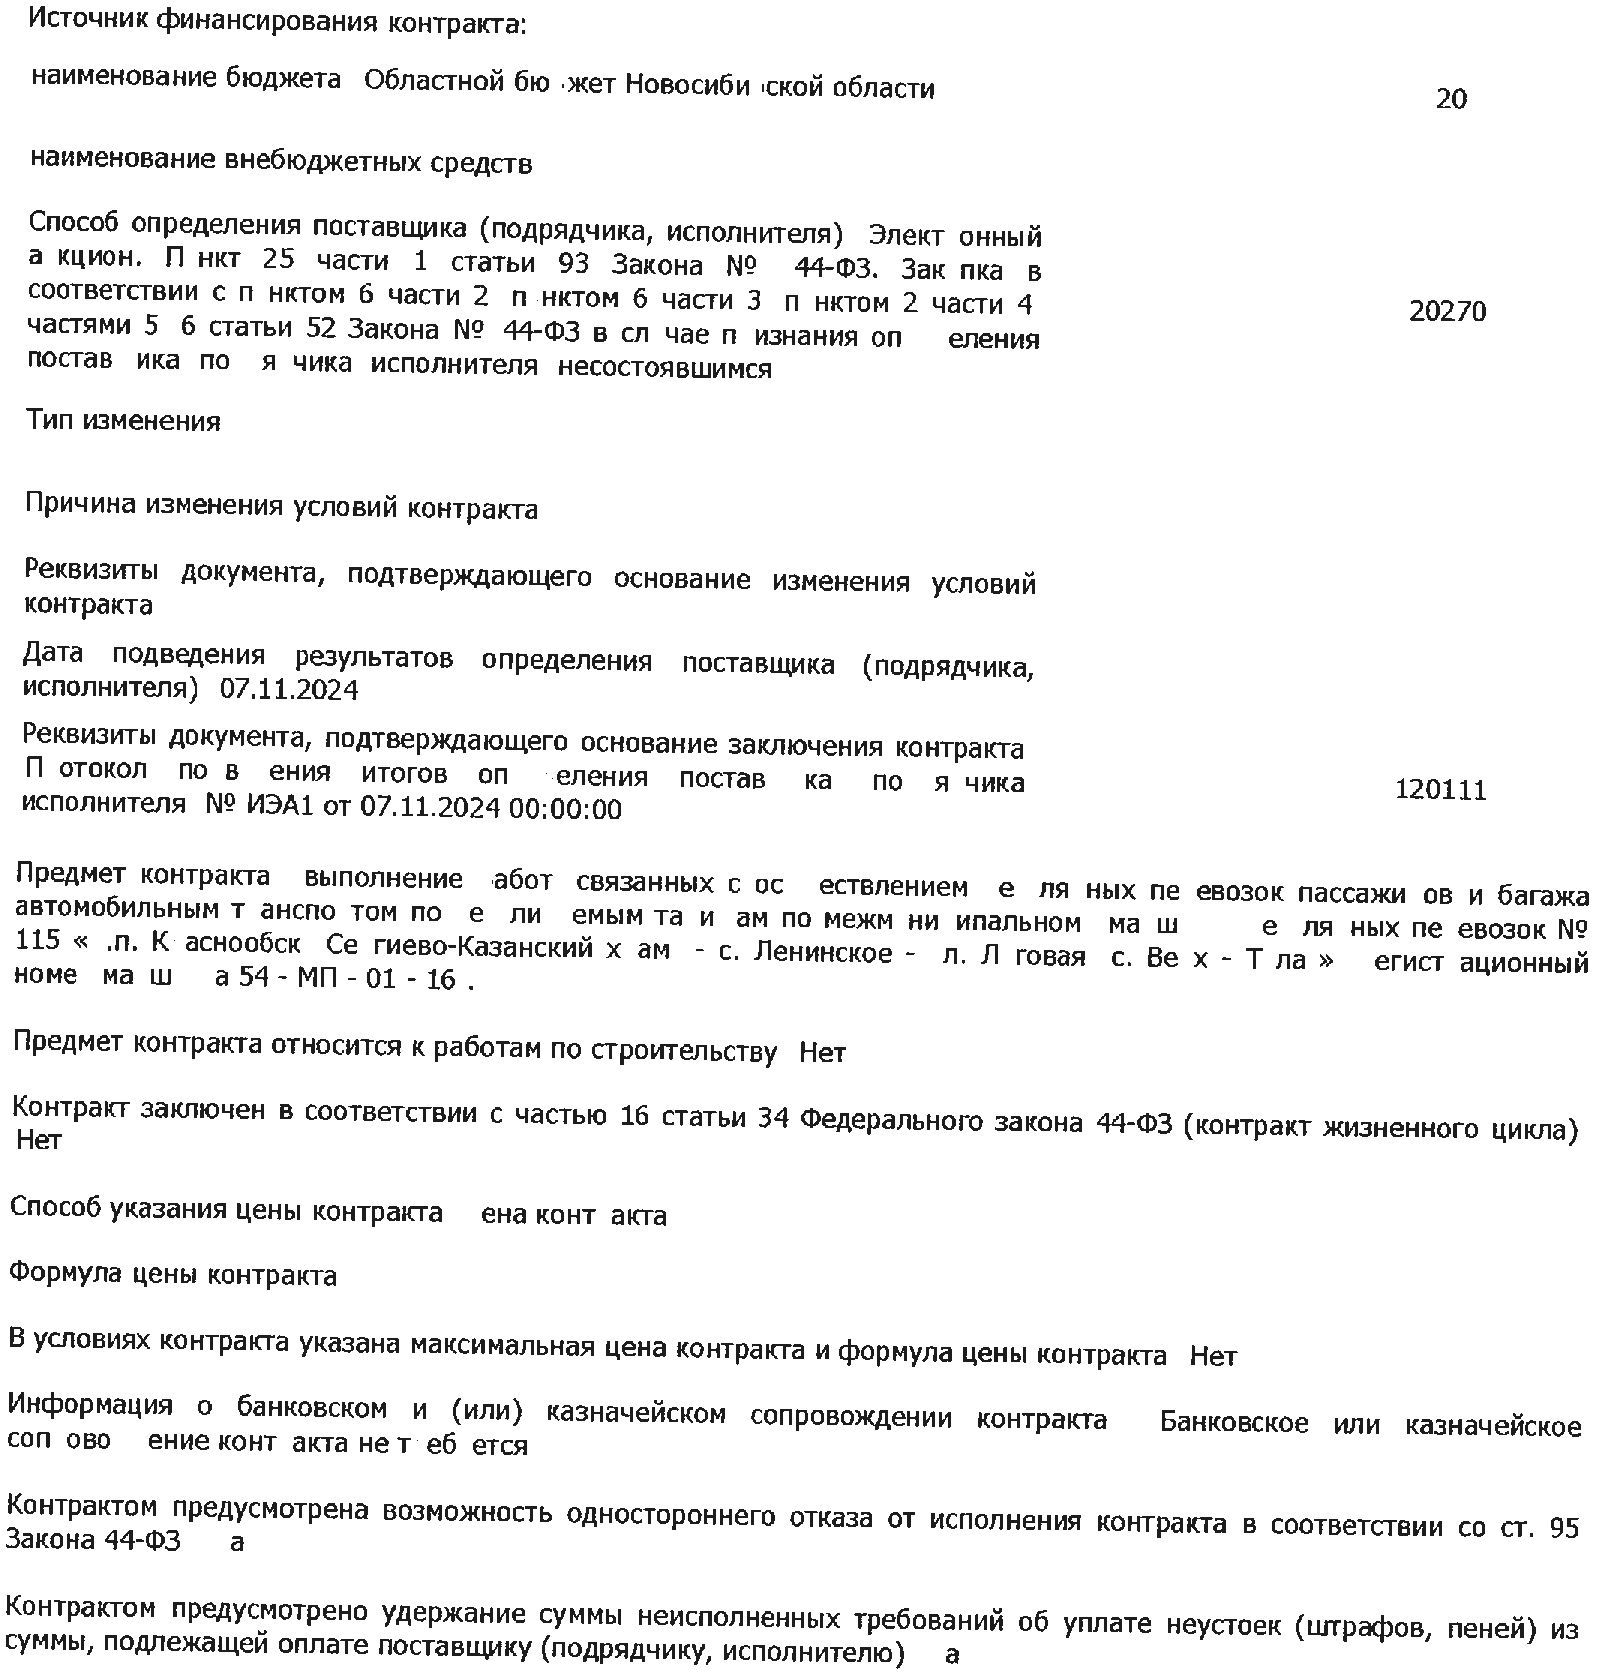 Источник финансирования контракта:
наименование бюджета Областной бю жет Новосиби ской области
20
наименование внебюджетных средств
Способ определения поставщика (подрядчика, исполнителя) Элект онный
а кцион. П нкт 25 части 1 статьи 93 Закона № 44-ФЗ. Зак пка в
соответствии с п нктом 6 части 2 п нктом 6 части 3 п нктом 2 части 4
20270
частями 5 6 статьи 52 Закона № 44-ФЗ в сл чае п изнания оп еления
постав ика по я чика исполнителя несостоявшимся
Тип изменения
Причина изменения условий контракта
Реквизиты документа, подтверждающего основание изменения условий
контракта
Дата подведения результатов определения поставщика (подрядчика,
исполнителя) 07.11.2024
Реквизиты документа, подтверждающего основание заключения контракта
П отокол по в ения итогов оп еления постав ка по я чика
120111
исполнителя № ИЭА1 от 07.11.2024 00:00:00
Предмет контракта выполнение абот связанных с ос ествлением е ля ных пе евозок пассажи ов и багажа
автомобильным т анспо том по е ли емым та и ам по межм ни ипальном ма ш е ля ных пе евозок №
115 « .п. К аснообск Се гиево-Казанский х ам - с. Ленинское - л. Л говая с. Ве х - Т ла » егист ационный
номе ма ш а 54 - МП - 01 - 16 .
Предмет контракта относится к работам по строительству Нет
Контракт заключен в соответствии с частью 16 статьи 34 Федерального закона 44-ФЗ (контракт жизненного цикла)
Нет
Способ указания цены контракта ена конт акта
Формула цены контракта
В условиях контракта указана максимальная цена контракта и формула цены контракта Нет
Информация о банковском и (или) казначейском сопровождении контракта Банковское или казначейское
соп ово ение конт акта не т еб ется
Контрактом предусмотрена возможность одностороннего отказа от исполнения контракта в соответствии со ст. 95
Закона 44-ФЗ а
Контрактом предусмотрено удержание суммы неисполненных требований об уплате неустоек (штрафов, пеней) из
суммы, подлежащей оплате поставщику (подрядчику, исполнителю) а